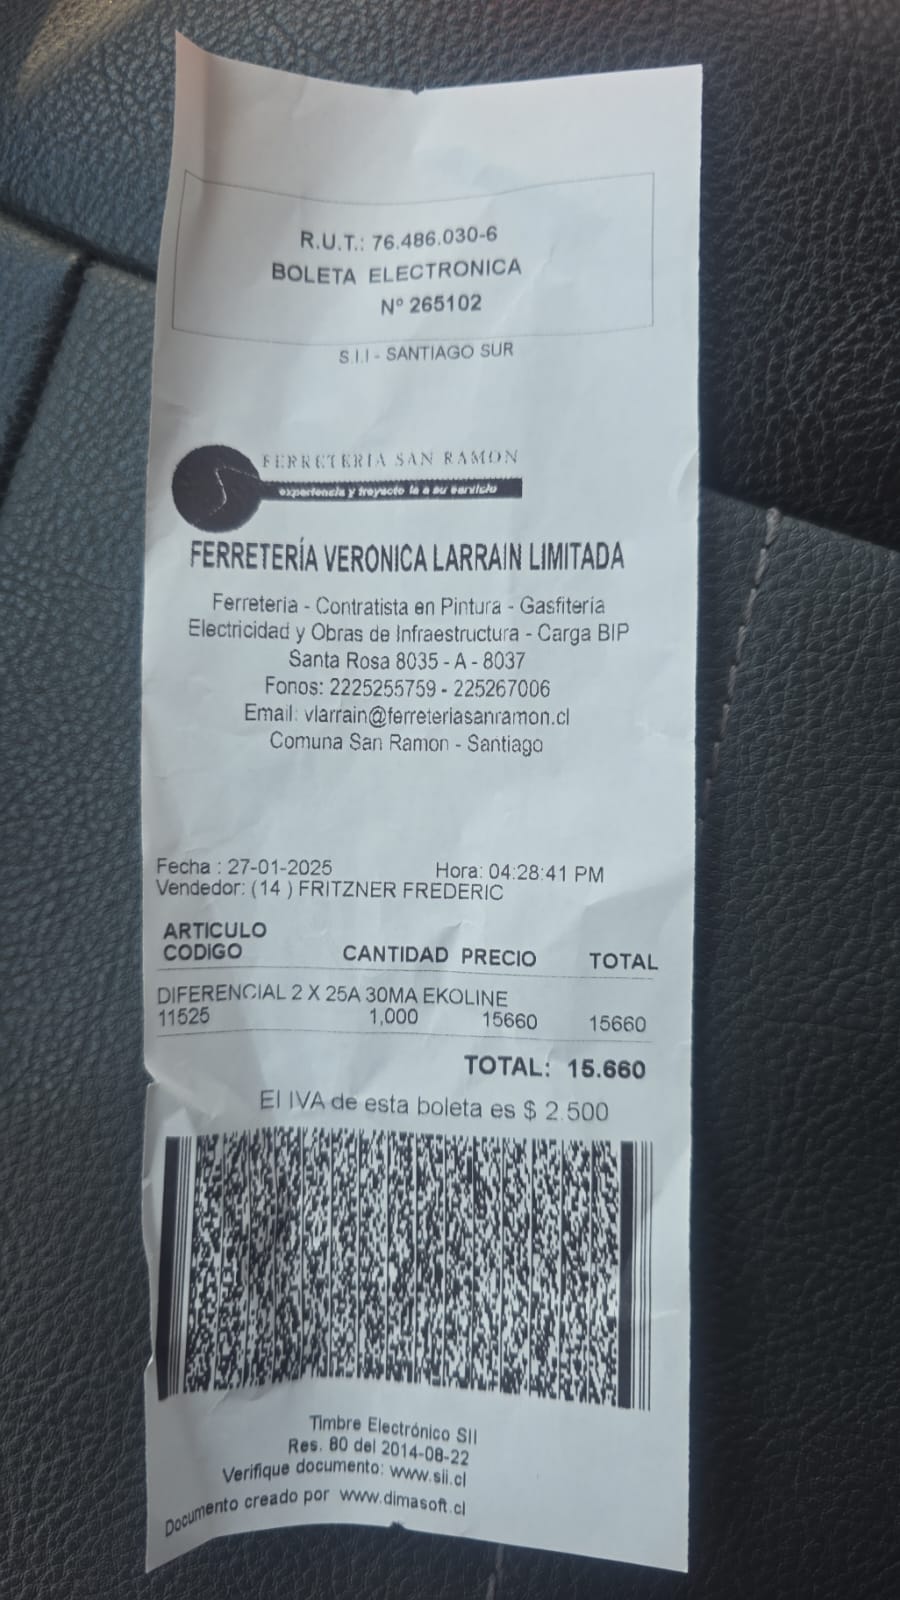 R.U.T.: 76.486.030-6
BOLETA ELECTRONICA
Nº 265102
S.I.I - SANTIAGO SUR
FERRETERIA SAN RAMON
experiencia y trayecto ia a su servicio
FERRETERÍA VERONICA LARRAIN LIMITADA
Ferreteria - Contratista en Pintura - Gasfitería
Electricidad y Obras de Infraestructura - Carga BIP
Santa Rosa 8035 - A - 8037
Fonos: 2225255759 - 225267006
Email: vlarrain@ferreteriasanramon.cl
Comuna San Ramon - Santiago
Fecha : 27-01-2025 Hora: 04:28:41 PM
Vendedor: (14 ) FRITZNER FREDERIC
ARTICULO
CODIGO CANTIDAD PRECIO TOTAL
DIFERENCIAL 2 X 25A 30MA EKOLINE
11525 1,000 15660 15660
TOTAL: 15.660
El IVA de esta boleta es $ 2.500
Timbre Electrónico SII
Res. 80 del 2014-08-22
Verifique documento: www.sii.cl
Documento creado por www.dimasoft.cl